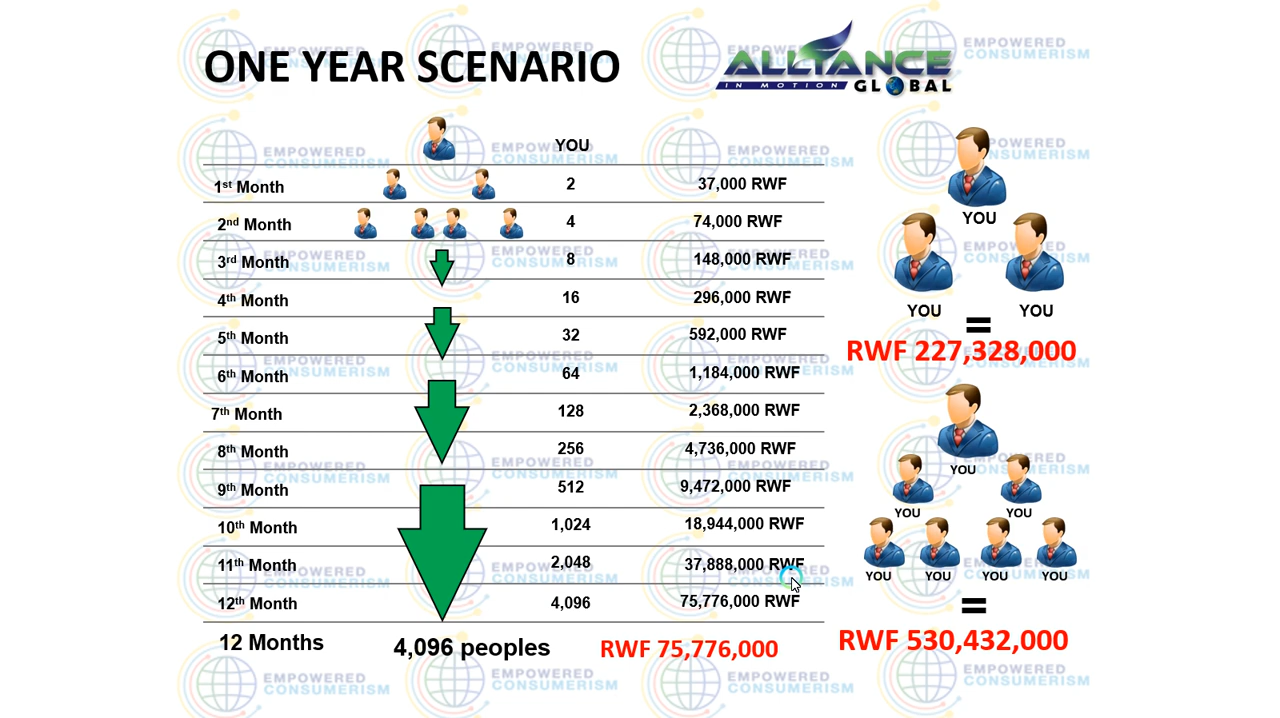 ONE YEAR SCENARIO
ALLIANCE
IN MOTION GLOBAL
YOU
1st Month 2 37,000 RWF
2nd Month 4 74,000 RWF
3rd Month 8 148,000 RWF
4th Month 16 296,000 RWF
5th Month 32 592,000 RWF
6th Month 64 1,184,000 RWF
7th Month 128 2,368,000 RWF
8th Month 256 4,736,000 RWF
9th Month 512 9,472,000 RWF
10th Month 1,024 18,944,000 RWF
11th Month 2,048 37,888,000 RWF
12th Month 4,096 75,776,000 RWF
12 Months 4,096 peoples RWF 75,776,000
YOU
YOU YOU
=
RWF 227,328,000
YOU
YOU YOU
YOU YOU YOU YOU
=
RWF 530,432,000
EMPOWERED
CONSUMERISM